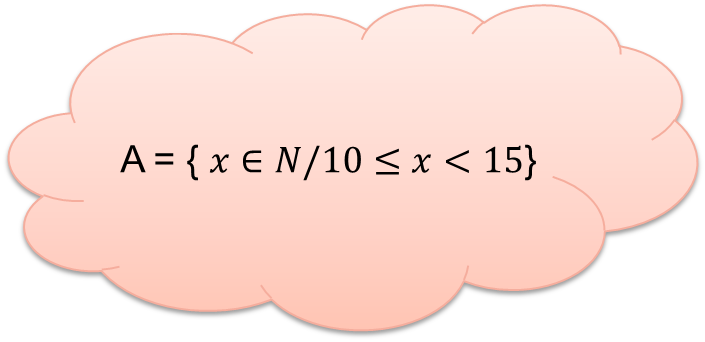 A = { 𝑥 ∈ 𝑁/10 ≤ 𝑥 < 15}